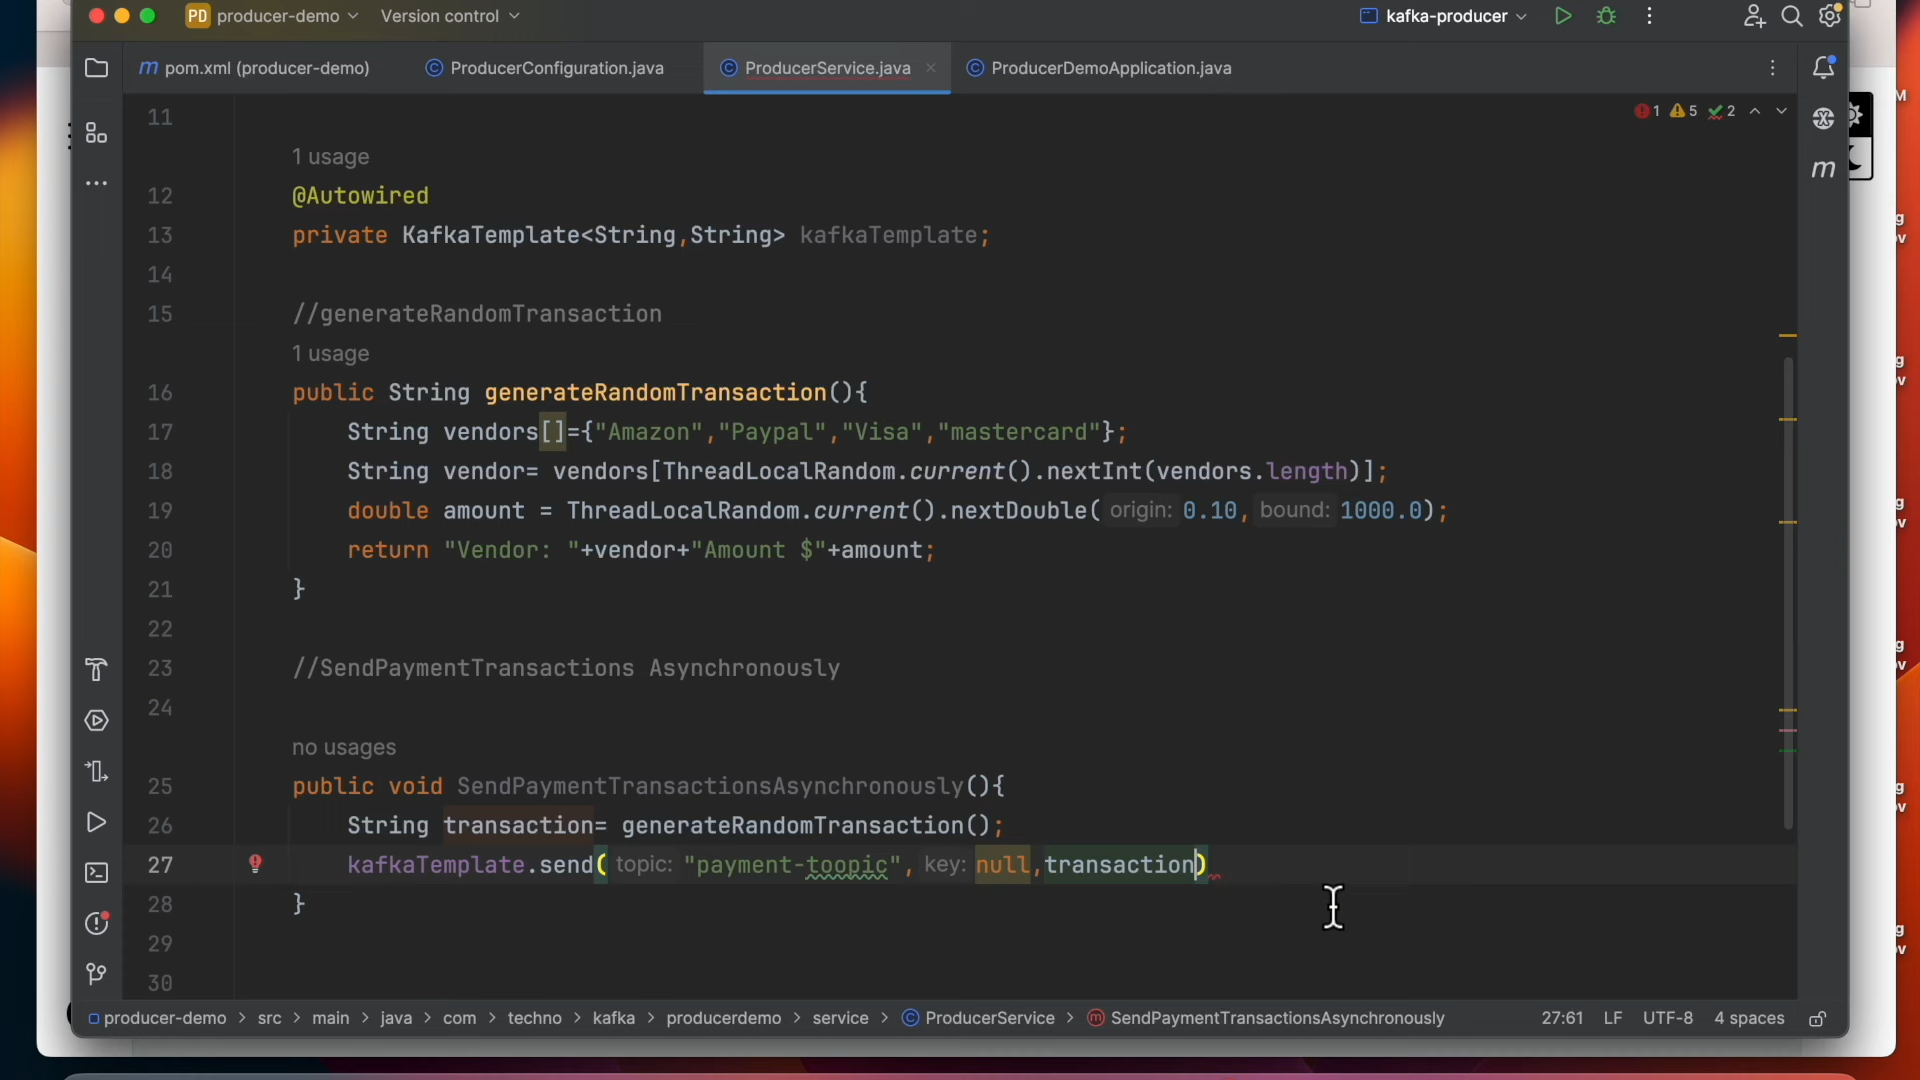 PD producer-demo Version control kafka-producer
m pom.xml (producer-demo) ProducerConfiguration.java ProducerService.java ProducerDemoApplication.java
1 5 2
11
1 usage
12 @Autowired
13 private KafkaTemplate<String,String> kafkaTemplate;
14
15 //generateRandomTransaction
1 usage
16 public String generateRandomTransaction(){
17 String vendors[]={"Amazon","Paypal","Visa","mastercard"};
18 String vendor= vendors[ThreadLocalRandom.current().nextInt(vendors.length)];
19 double amount = ThreadLocalRandom.current().nextDouble( origin: 0.10, bound: 1000.0);
20 return "Vendor: "+vendor+"Amount $"+amount;
21 }
22
23 //SendPaymentTransactions Asynchronously
24
no usages
25 public void SendPaymentTransactionsAsynchronously(){
26 String transaction= generateRandomTransaction();
27 kafkaTemplate.send( topic: "payment-toopic", key: null,transaction)
28 }
29
30
producer-demo > src > main > java > com > techno > kafka > producerdemo > service > ProducerService > SendPaymentTransactionsAsynchronously 27:61 LF UTF-8 4 spaces